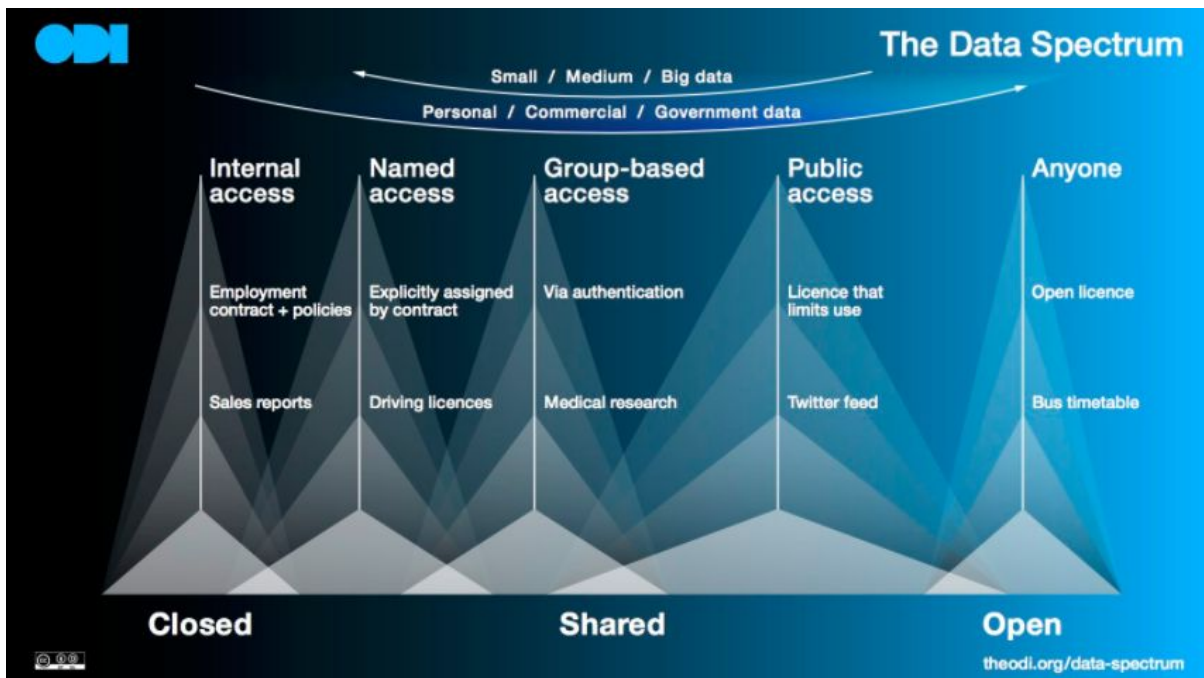 ODI
The Data Spectrum
Small / Medium / Big data
Personal / Commercial / Government data
Internal
access
Named
access
Group-based
access
Public
access
Anyone
Employment
contract + policies
Explicitly assigned
by contract
Via authentication
Licence that
limits use
Open licence
Sales reports
Driving licences
Medical research
Twitter feed
Bus timetable
Closed
Shared
Open
theodi.org/data-spectrum